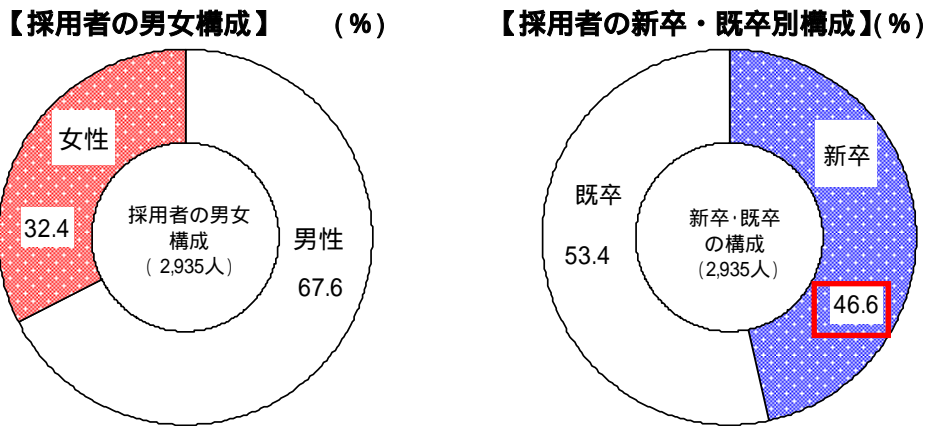 【採用者の男女構成】 (%)
女性
32.4
採用者の男女
構成
( 2,935人)
男性
67.6
【採用者の新卒・既卒別構成】(%)
新卒
46.6
新卒･既卒
の構成
(2,935人)
既卒
53.4